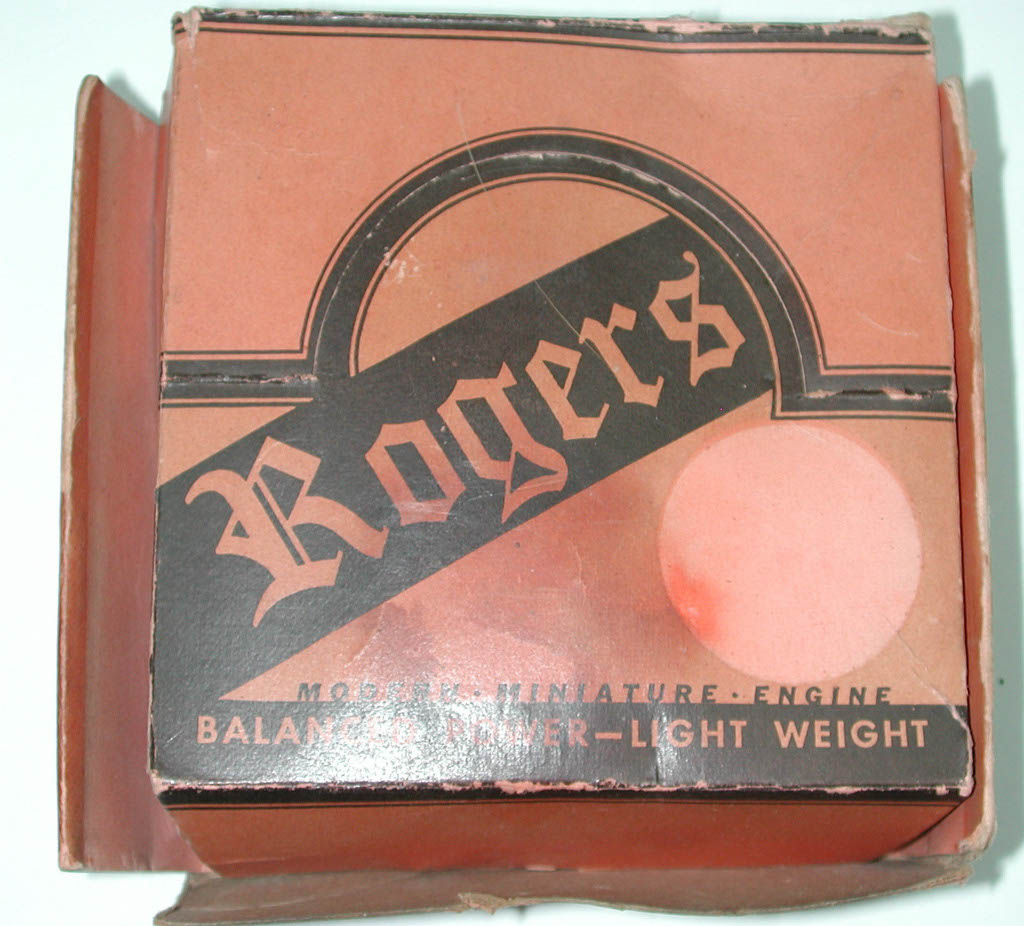 Rogers
MODERN · MINIATURE · ENGINE
BALANCED POWER—LIGHT WEIGHT